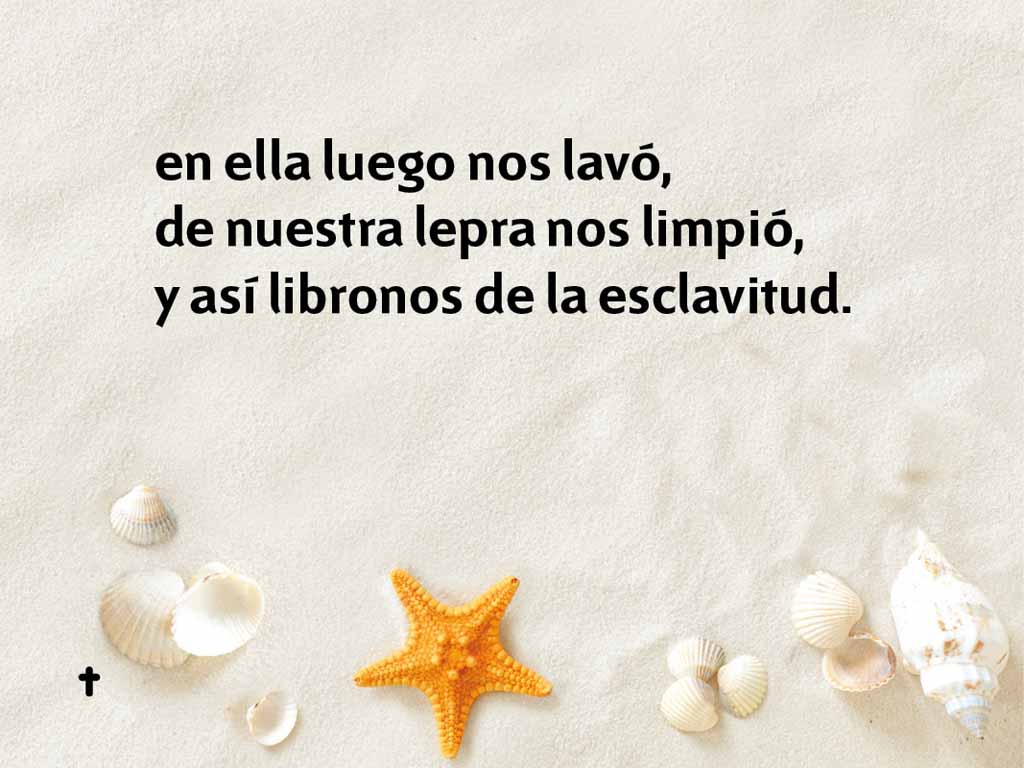 en ella luego nos lavó,
de nuestra lepra nos limpió,
y así libronos de la esclavitud.